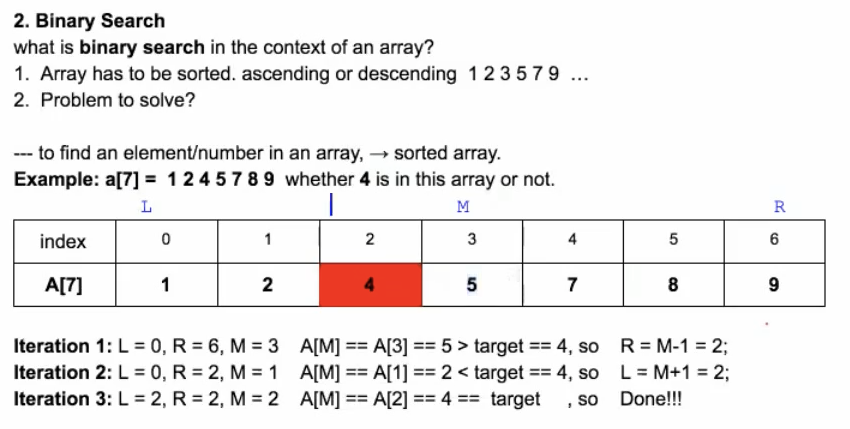 2. Binary Search
what is binary search in the context of an array?
1. Array has to be sorted. ascending or descending 1 2 3 5 7 9 ...
2. Problem to solve?
--- to find an element/number in an array, → sorted array.
Example: a[7] = 1 2 4 5 7 8 9 whether 4 is in this array or not.
L M R
index 0 1 2 3 4 5 6
A[7] 1 2 4 5 7 8 9
Iteration 1: L = 0, R = 6, M = 3 A[M] == A[3] == 5 > target == 4, so R = M-1 = 2;
Iteration 2: L = 0, R = 2, M = 1 A[M] == A[1] == 2 < target == 4, so L = M+1 = 2;
Iteration 3: L = 2, R = 2, M = 2 A[M] == A[2] == 4 == target , so Done!!!